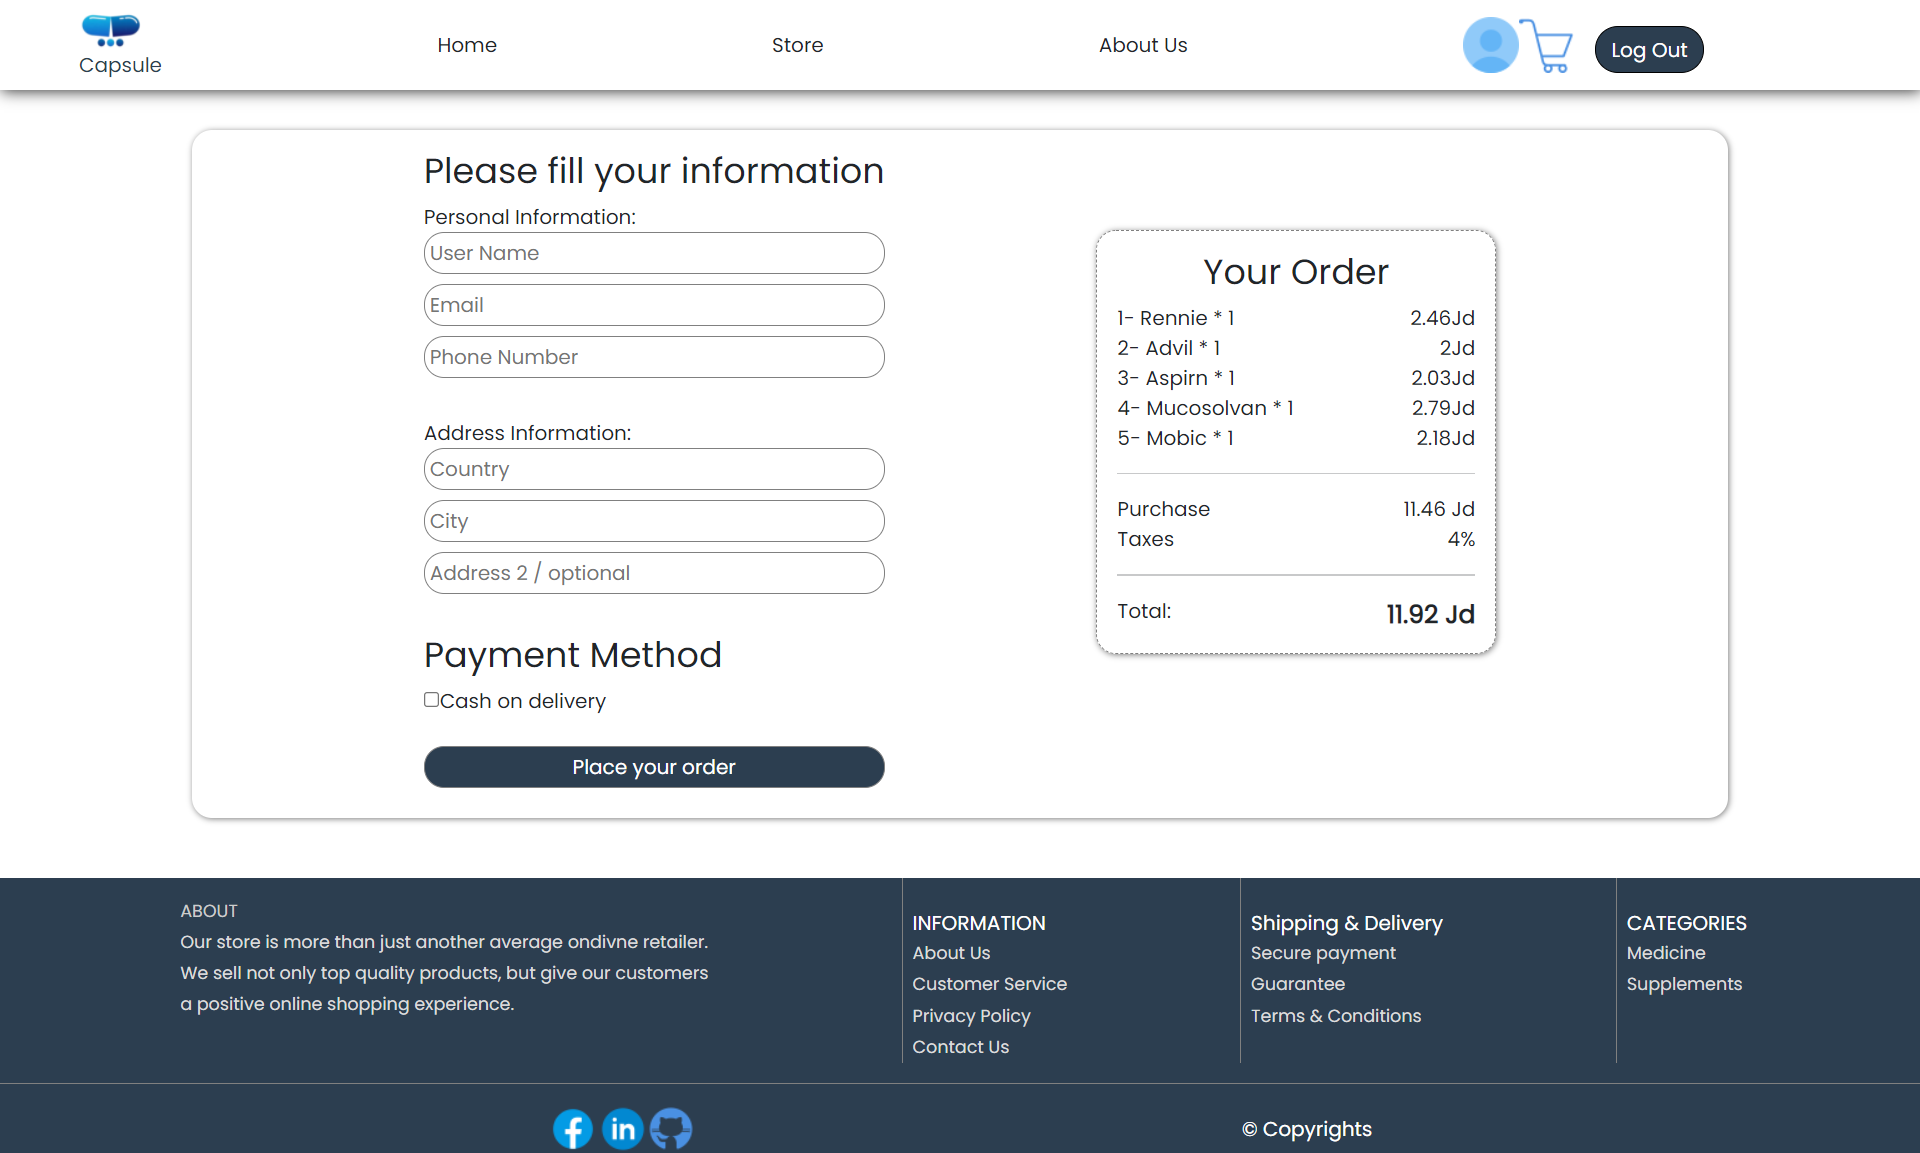 Capsule
Home
Store
About Us
Log Out
Please fill your information
Personal Information:
User Name
Email
Phone Number
Address Information:
Country
City
Address 2 / optional
Payment Method
Cash on delivery
Place your order
Your Order
1- Rennie * 1 2.46Jd
2- Advil * 1 2Jd
3- Aspirn * 1 2.03Jd
4- Mucosolvan * 1 2.79Jd
5- Mobic * 1 2.18Jd
Purchase 11.46 Jd
Taxes 4%
Total: 11.92 Jd
ABOUT
Our store is more than just another average ondivne retailer.
We sell not only top quality products, but give our customers
a positive online shopping experience.
INFORMATION
About Us
Customer Service
Privacy Policy
Contact Us
Shipping & Delivery
Secure payment
Guarantee
Terms & Conditions
CATEGORIES
Medicine
Supplements
f
in
© Copyrights